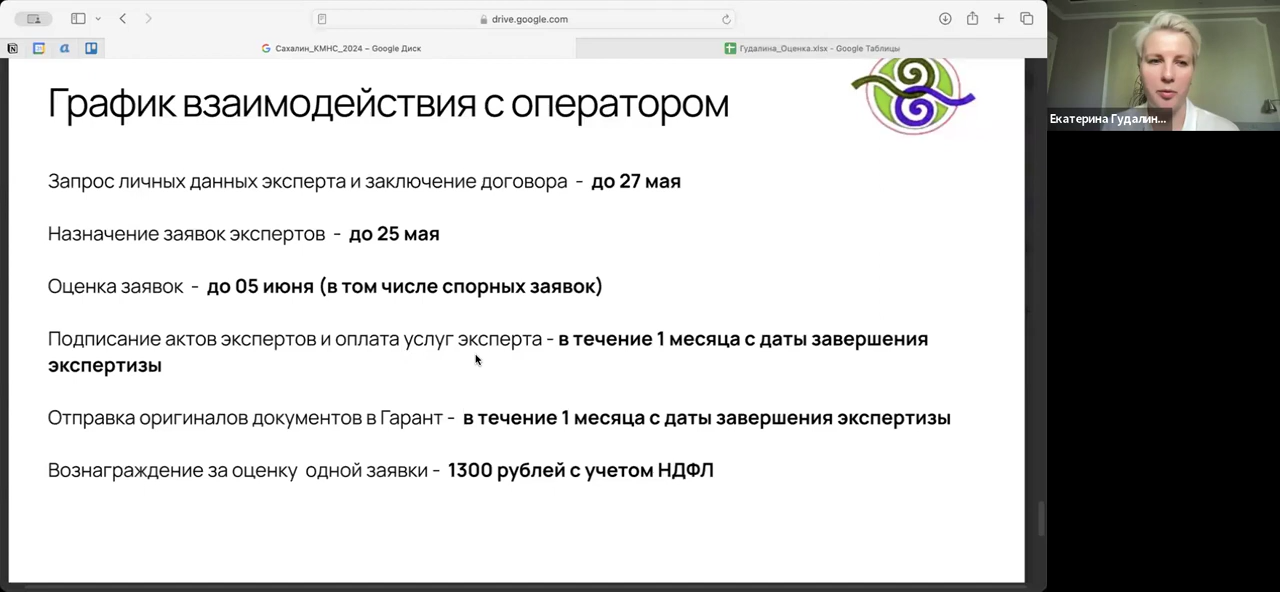 drive.google.com
Сахалин_КМНС_2024 – Google Диск
Гудалина_Оценка.xlsx - Google Таблицы
График взаимодействия с оператором
Екатерина Гудалин...
Запрос личных данных эксперта и заключение договора - до 27 мая
Назначение заявок экспертов - до 25 мая
Оценка заявок - до 05 июня (в том числе спорных заявок)
Подписание актов экспертов и оплата услуг эксперта - в течение 1 месяца с даты завершения
экспертизы
Отправка оригиналов документов в Гарант - в течение 1 месяца с даты завершения экспертизы
Вознаграждение за оценку одной заявки - 1300 рублей с учетом НДФЛ